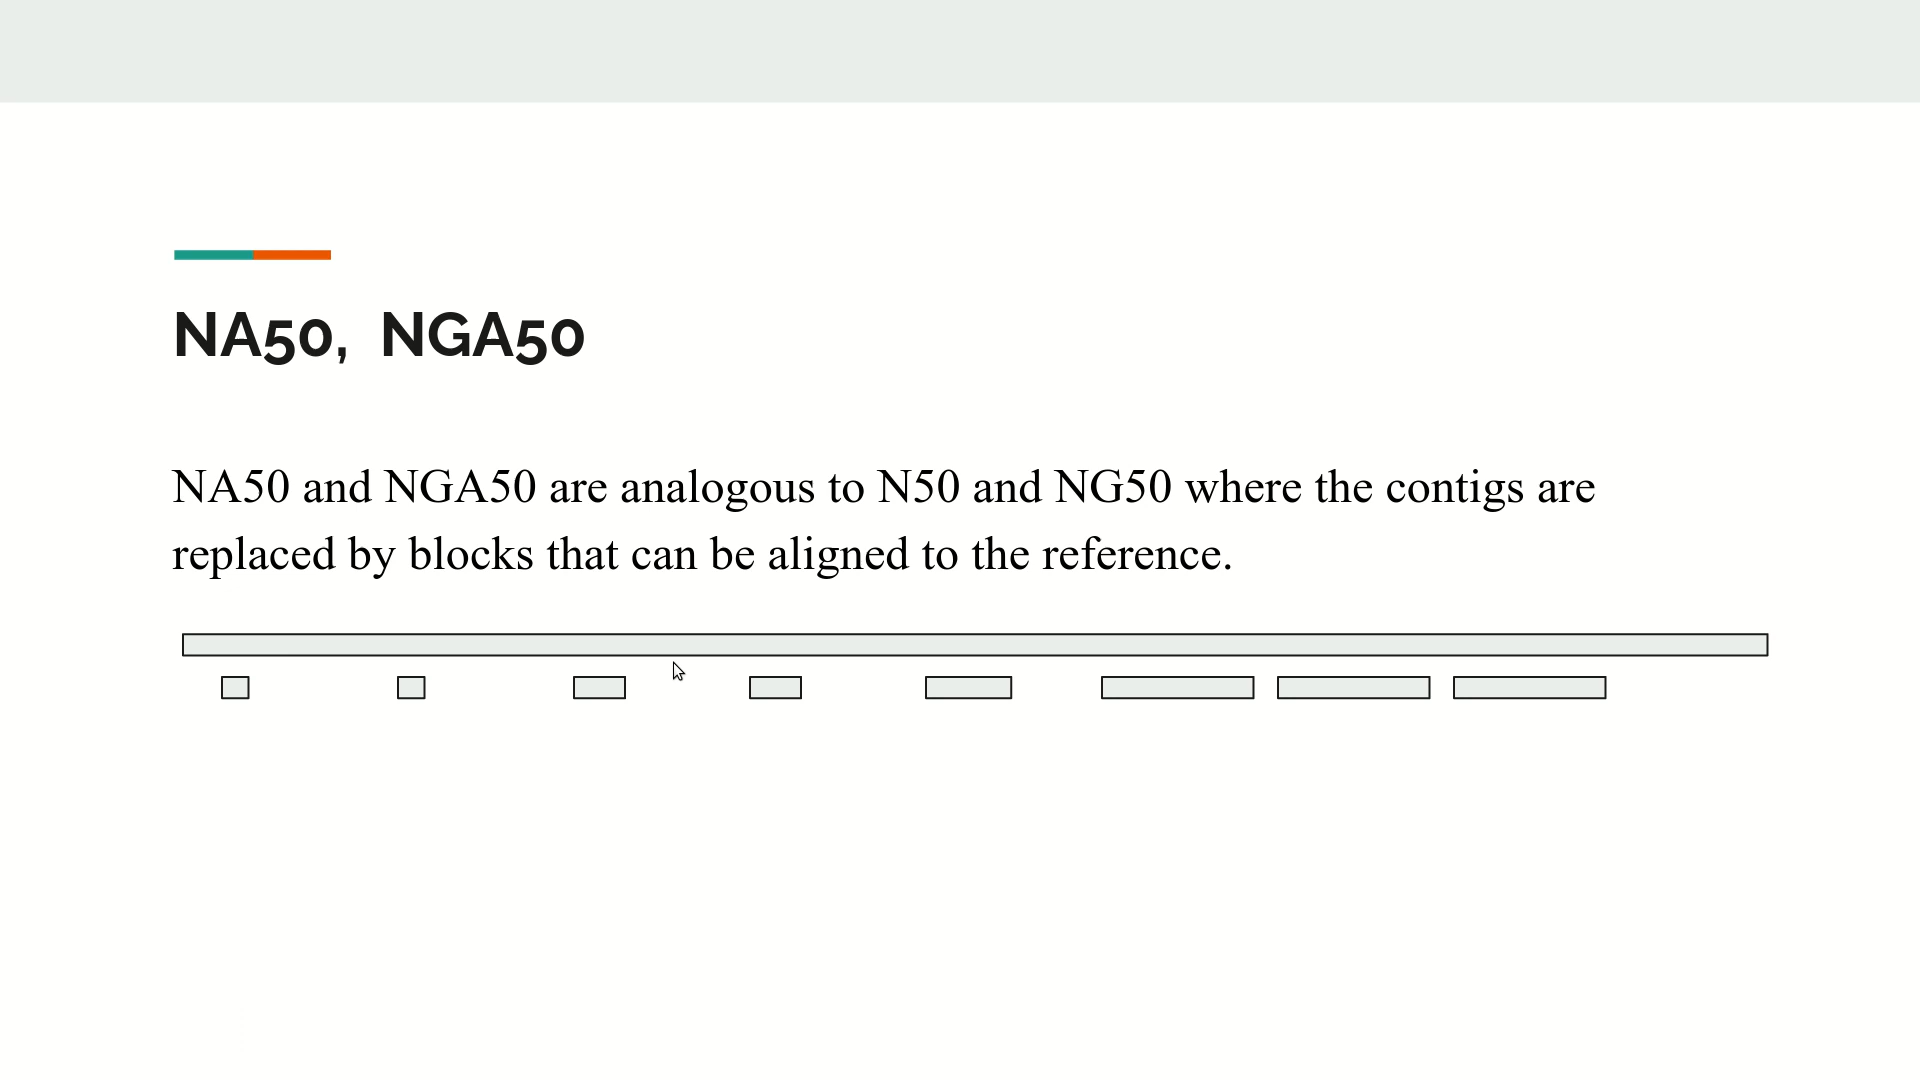 NA50, NGA50
NA50 and NGA50 are analogous to N50 and NG50 where the contigs are
replaced by blocks that can be aligned to the reference.